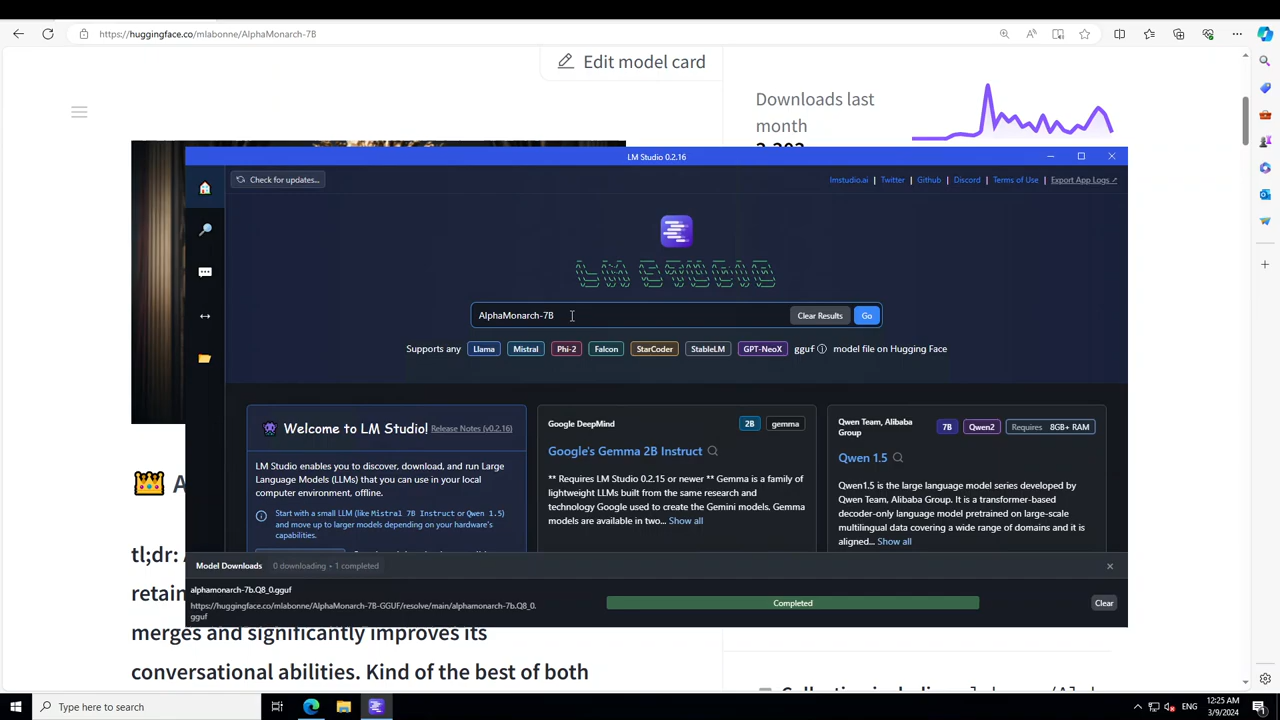 https://huggingface.co/mlabonne/AlphaMonarch-7B
Edit model card
Downloads last
month
LM Studio 0.2.16
Check for updates...
lmstudio.ai | Twitter | Github | Discord | Terms of Use | Export App Logs
LM STUDIO
AlphaMonarch-7B
Clear Results
Go
Supports any Llama Mistral Phi-2 Falcon StarCoder StableLM GPT-NeoX gguf model file on Hugging Face
Welcome to LM Studio! Release Notes (v0.2.16)
LM Studio enables you to discover, download, and run Large
Language Models (LLMs) that you can use in your local
computer environment, offline.
Start with a small LLM (like Mistral 7B Instruct or Qwen 1.5)
and move up to larger models depending on your hardware's
capabilities.
Google DeepMind
2B
gemma
Google's Gemma 2B Instruct
** Requires LM Studio 0.2.15 or newer ** Gemma is a family of
lightweight LLMs built from the same research and
technology Google used to create the Gemini models. Gemma
models are available in two... Show all
Qwen Team, Alibaba
Group
7B
Qwen2
Requires 8GB+ RAM
Qwen 1.5
Qwen1.5 is the large language model series developed by
Qwen Team, Alibaba Group. It is a transformer-based
decoder-only language model pretrained on large-scale
multilingual data covering a wide range of domains and it is
aligned... Show all
Model Downloads 0 downloading • 1 completed
alphamonarch-7b.Q8_0.gguf
https://huggingface.co/mlabonne/AlphaMonarch-7B-GGUF/resolve/main/alphamonarch-7b.Q8_0.
gguf
Completed
Clear
A
tl;dr:
retain
merges and significantly improves its
conversational abilities. Kind of the best of both
Type here to search
ENG
12:25 AM
3/9/2024
1